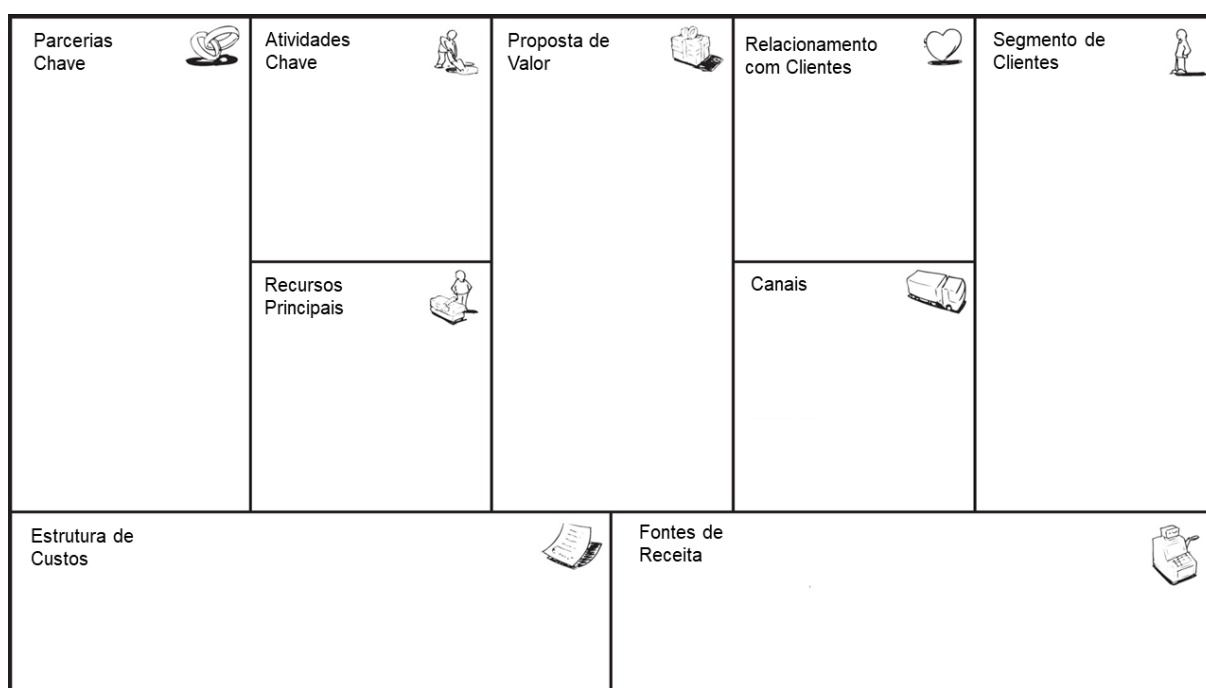 Parcerias
Chave
Atividades
Chave
Proposta de
Valor
Relacionamento
com Clientes
Segmento de
Clientes
Recursos
Principais
Canais
Estrutura de
Custos
Fontes de
Receita